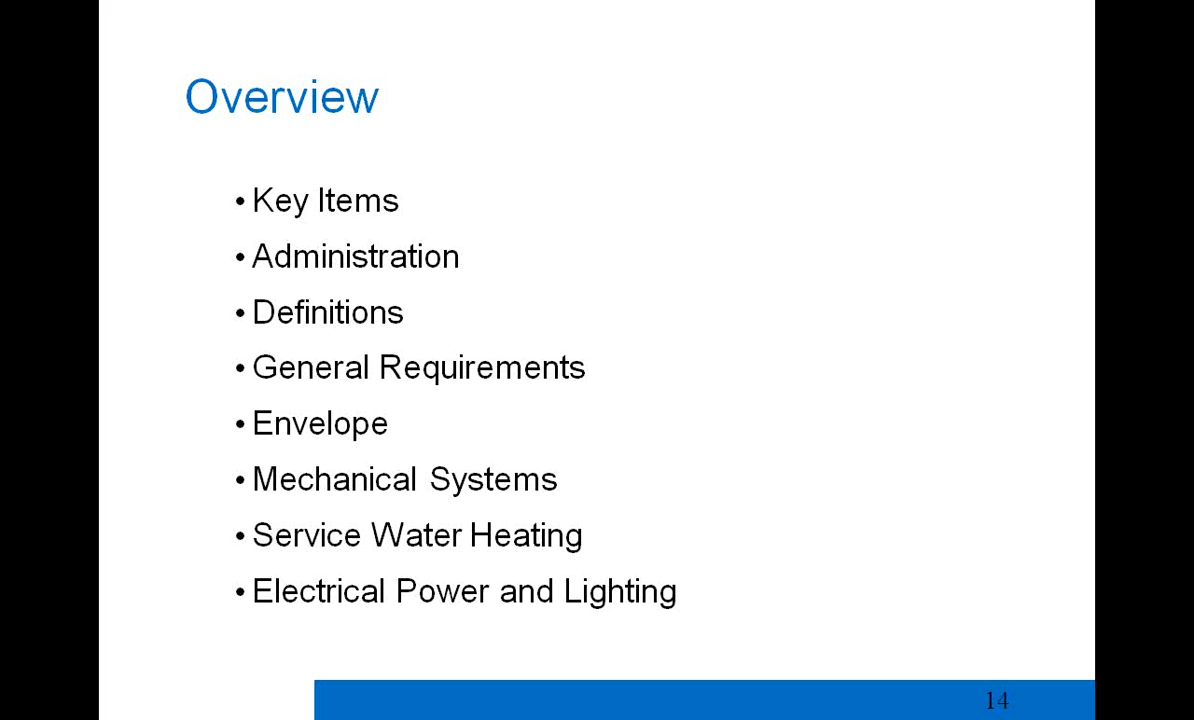 Overview
• Key Items
• Administration
• Definitions
• General Requirements
• Envelope
• Mechanical Systems
• Service Water Heating
• Electrical Power and Lighting
14